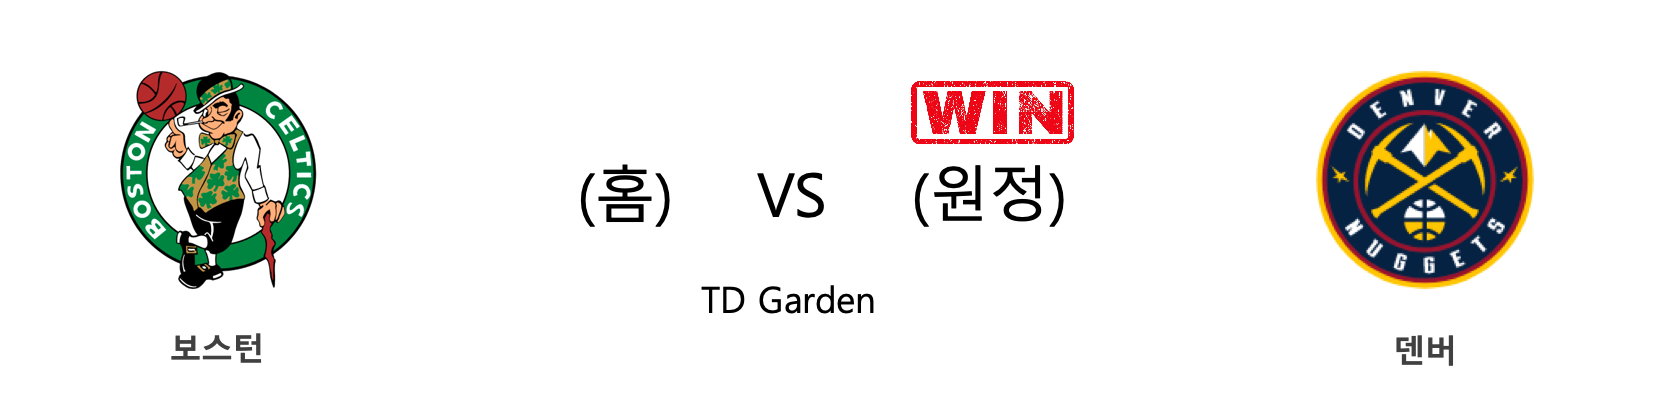 BOSTON CELTICS
DENVER NUGGETS
WIN
(홈) VS (원정)
TD Garden
보스턴
덴버